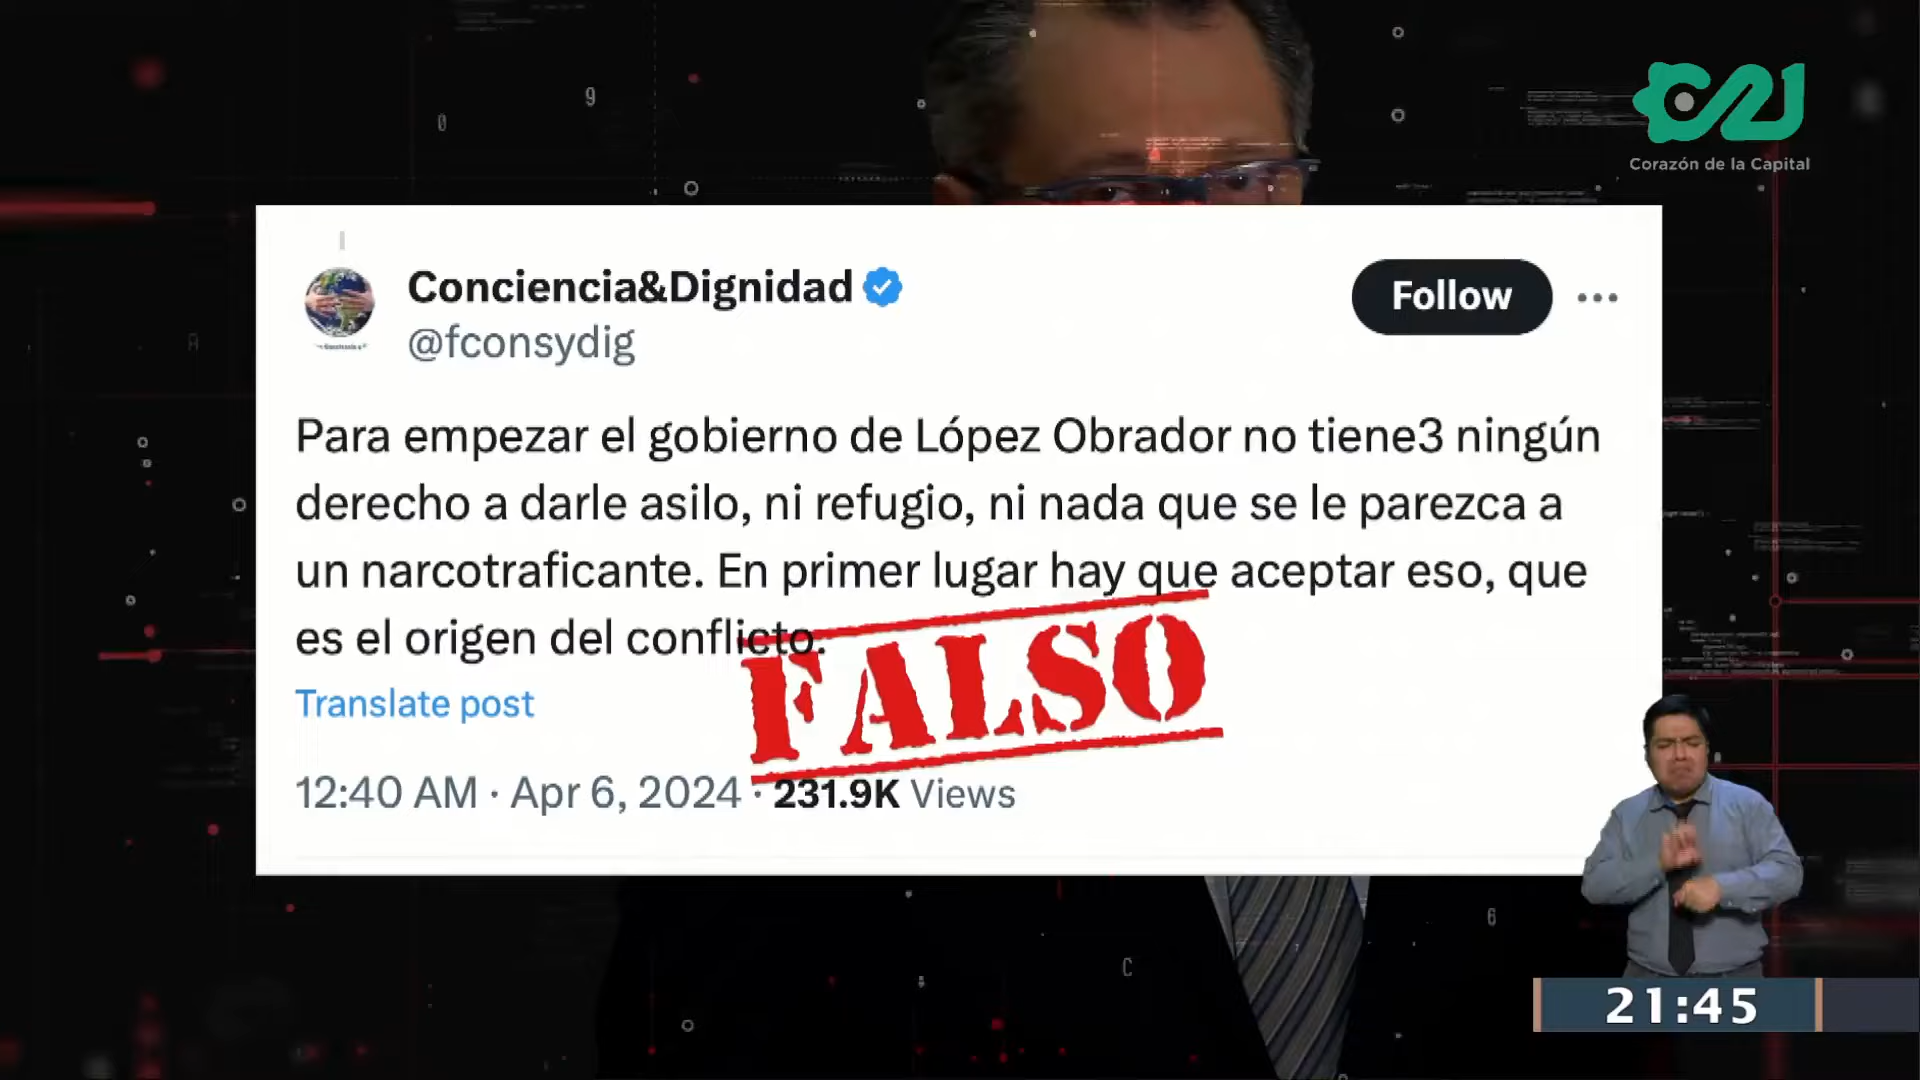 Corazón de la Capital
Conciencia&Dignidad
@fconsydig
Follow
Para empezar el gobierno de López Obrador no tiene3 ningún
derecho a darle asilo, ni refugio, ni nada que se le parezca a
un narcotraficante. En primer lugar hay que aceptar eso, que
es el origen del conflicto.
FALSO
Translate post
12:40 AM · Apr 6, 2024 · 231.9K Views
21:45